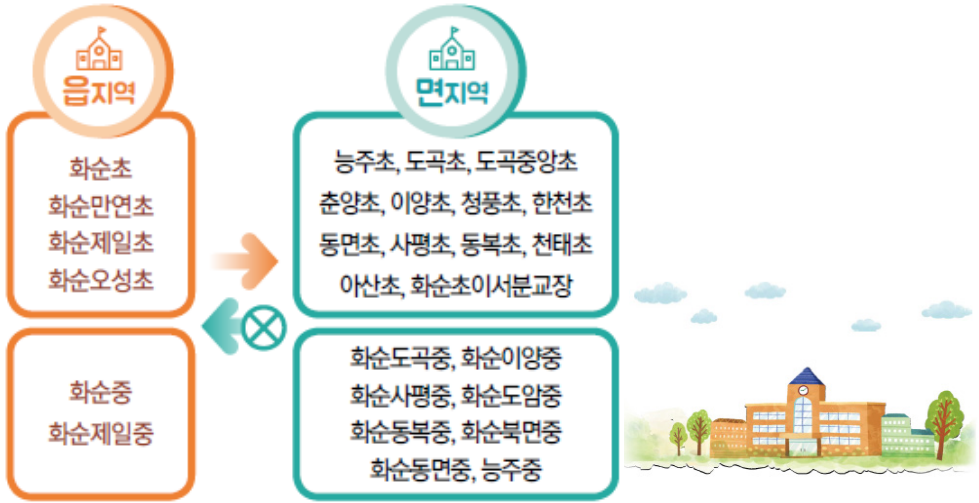 읍지역
화순초
화순만연초
화순제일초
화순오성초
화순중
화순제일중
면지역
능주초, 도곡초, 도곡중앙초
춘양초, 이양초, 청풍초, 한천초
동면초, 사평초, 동복초, 천태초
아산초, 화순초이서분교장
화순도곡중, 화순이양중
화순사평중, 화순도암중
화순동복중, 화순북면중
화순동면중, 능주중